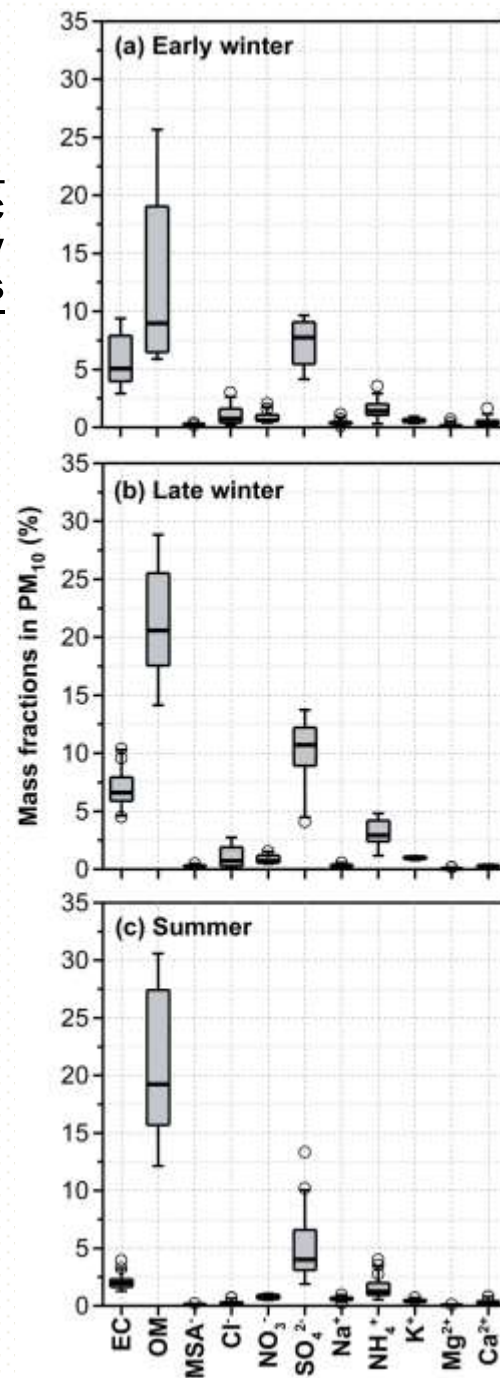 Mass fractions in PM₁₀ (%)
(a) Early winter
35
30
25
20
15
10
5
0
(b) Late winter
35
30
25
20
15
10
5
0
(c) Summer
35
30
25
20
15
10
5
0
EC
OM
MSA⁻
Cl⁻
NO₃⁻
SO₄²⁻
Na⁺
NH₄⁺
K⁺
Mg²⁺
Ca²⁺